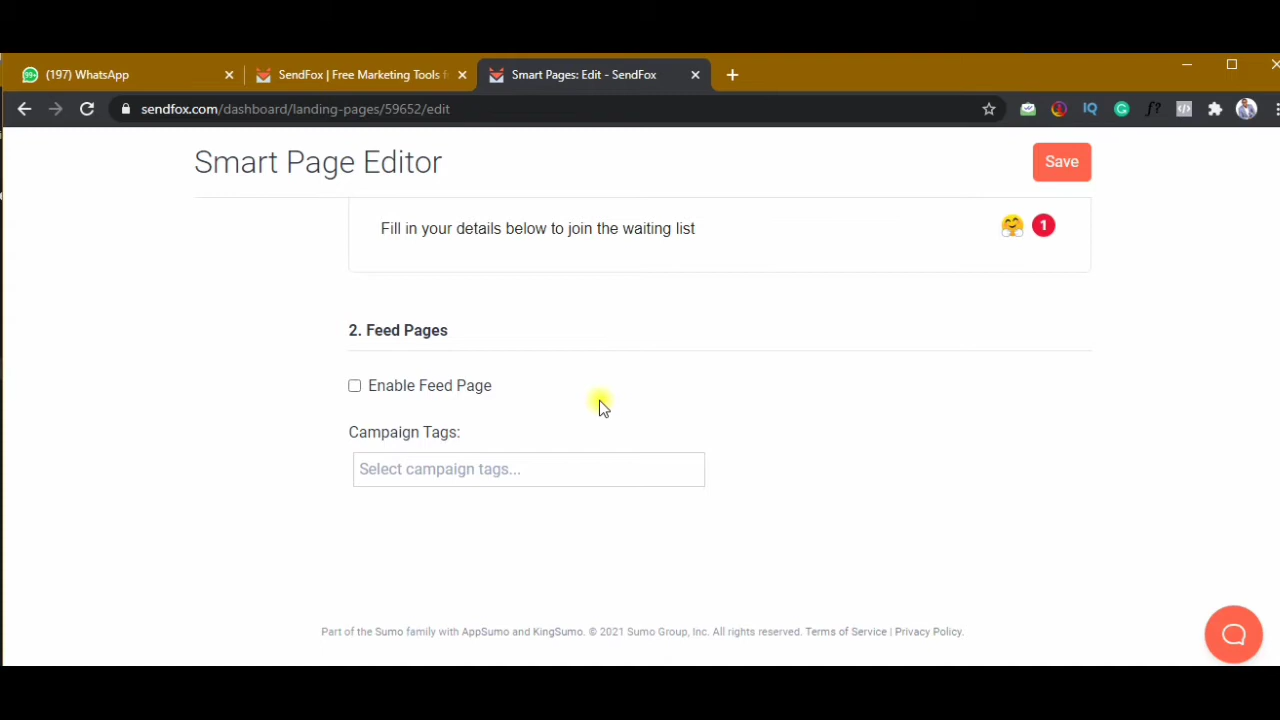 (197) WhatsApp
SendFox | Free Marketing Tools f
Smart Pages: Edit - SendFox
sendfox.com/dashboard/landing-pages/59652/edit
Smart Page Editor
Save
Fill in your details below to join the waiting list
1
2. Feed Pages
Enable Feed Page
Campaign Tags:
Select campaign tags...
Part of the Sumo family with AppSumo and KingSumo. © 2021 Sumo Group, Inc. All rights reserved. Terms of Service | Privacy Policy.